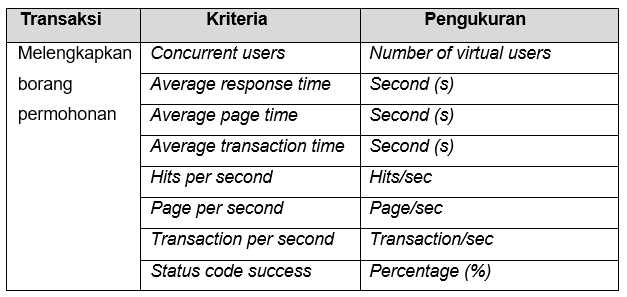 Transaksi Kriteria Pengukuran
Melengkapkan Concurrent users Number of virtual users
borang Average response time Second (s)
permohonan Average page time Second (s)
Average transaction time Second (s)
Hits per second Hits/sec
Page per second Page/sec
Transaction per second Transaction/sec
Status code success Percentage (%)